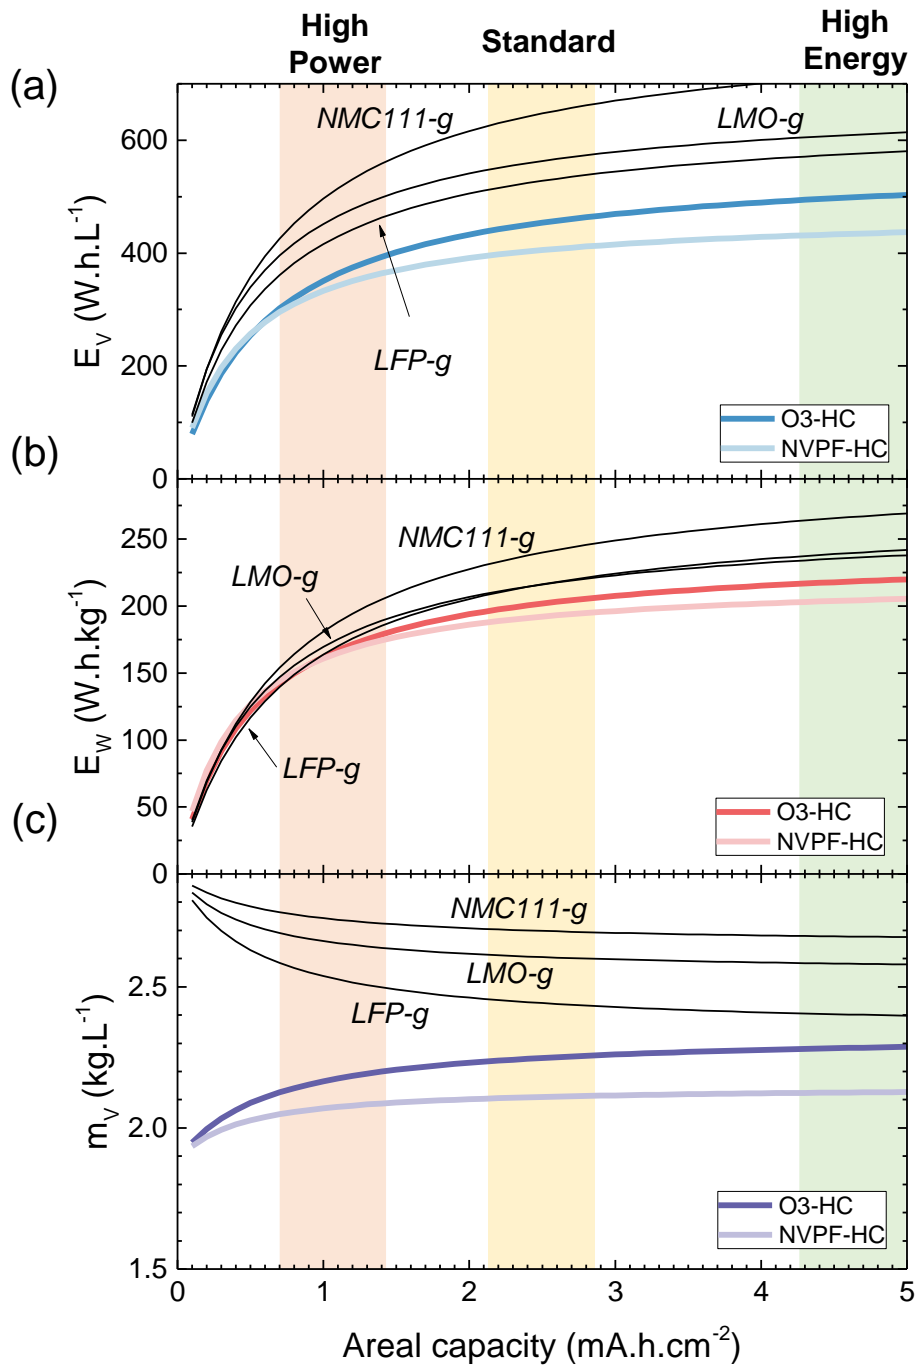 High
Power
Standard
High
Energy
(a)
NMC111-g
LMO-g
LFP-g
E_V (W.h.L⁻¹)
600
400
200
0
O3-HC
NVPF-HC
(b)
NMC111-g
LMO-g
LFP-g
E_W (W.h.kg⁻¹)
250
200
150
100
50
0
O3-HC
NVPF-HC
(c)
NMC111-g
LMO-g
LFP-g
m_V (kg.L⁻¹)
2.5
2.0
1.5
O3-HC
NVPF-HC
0 1 2 3 4 5
Areal capacity (mA.h.cm⁻²)